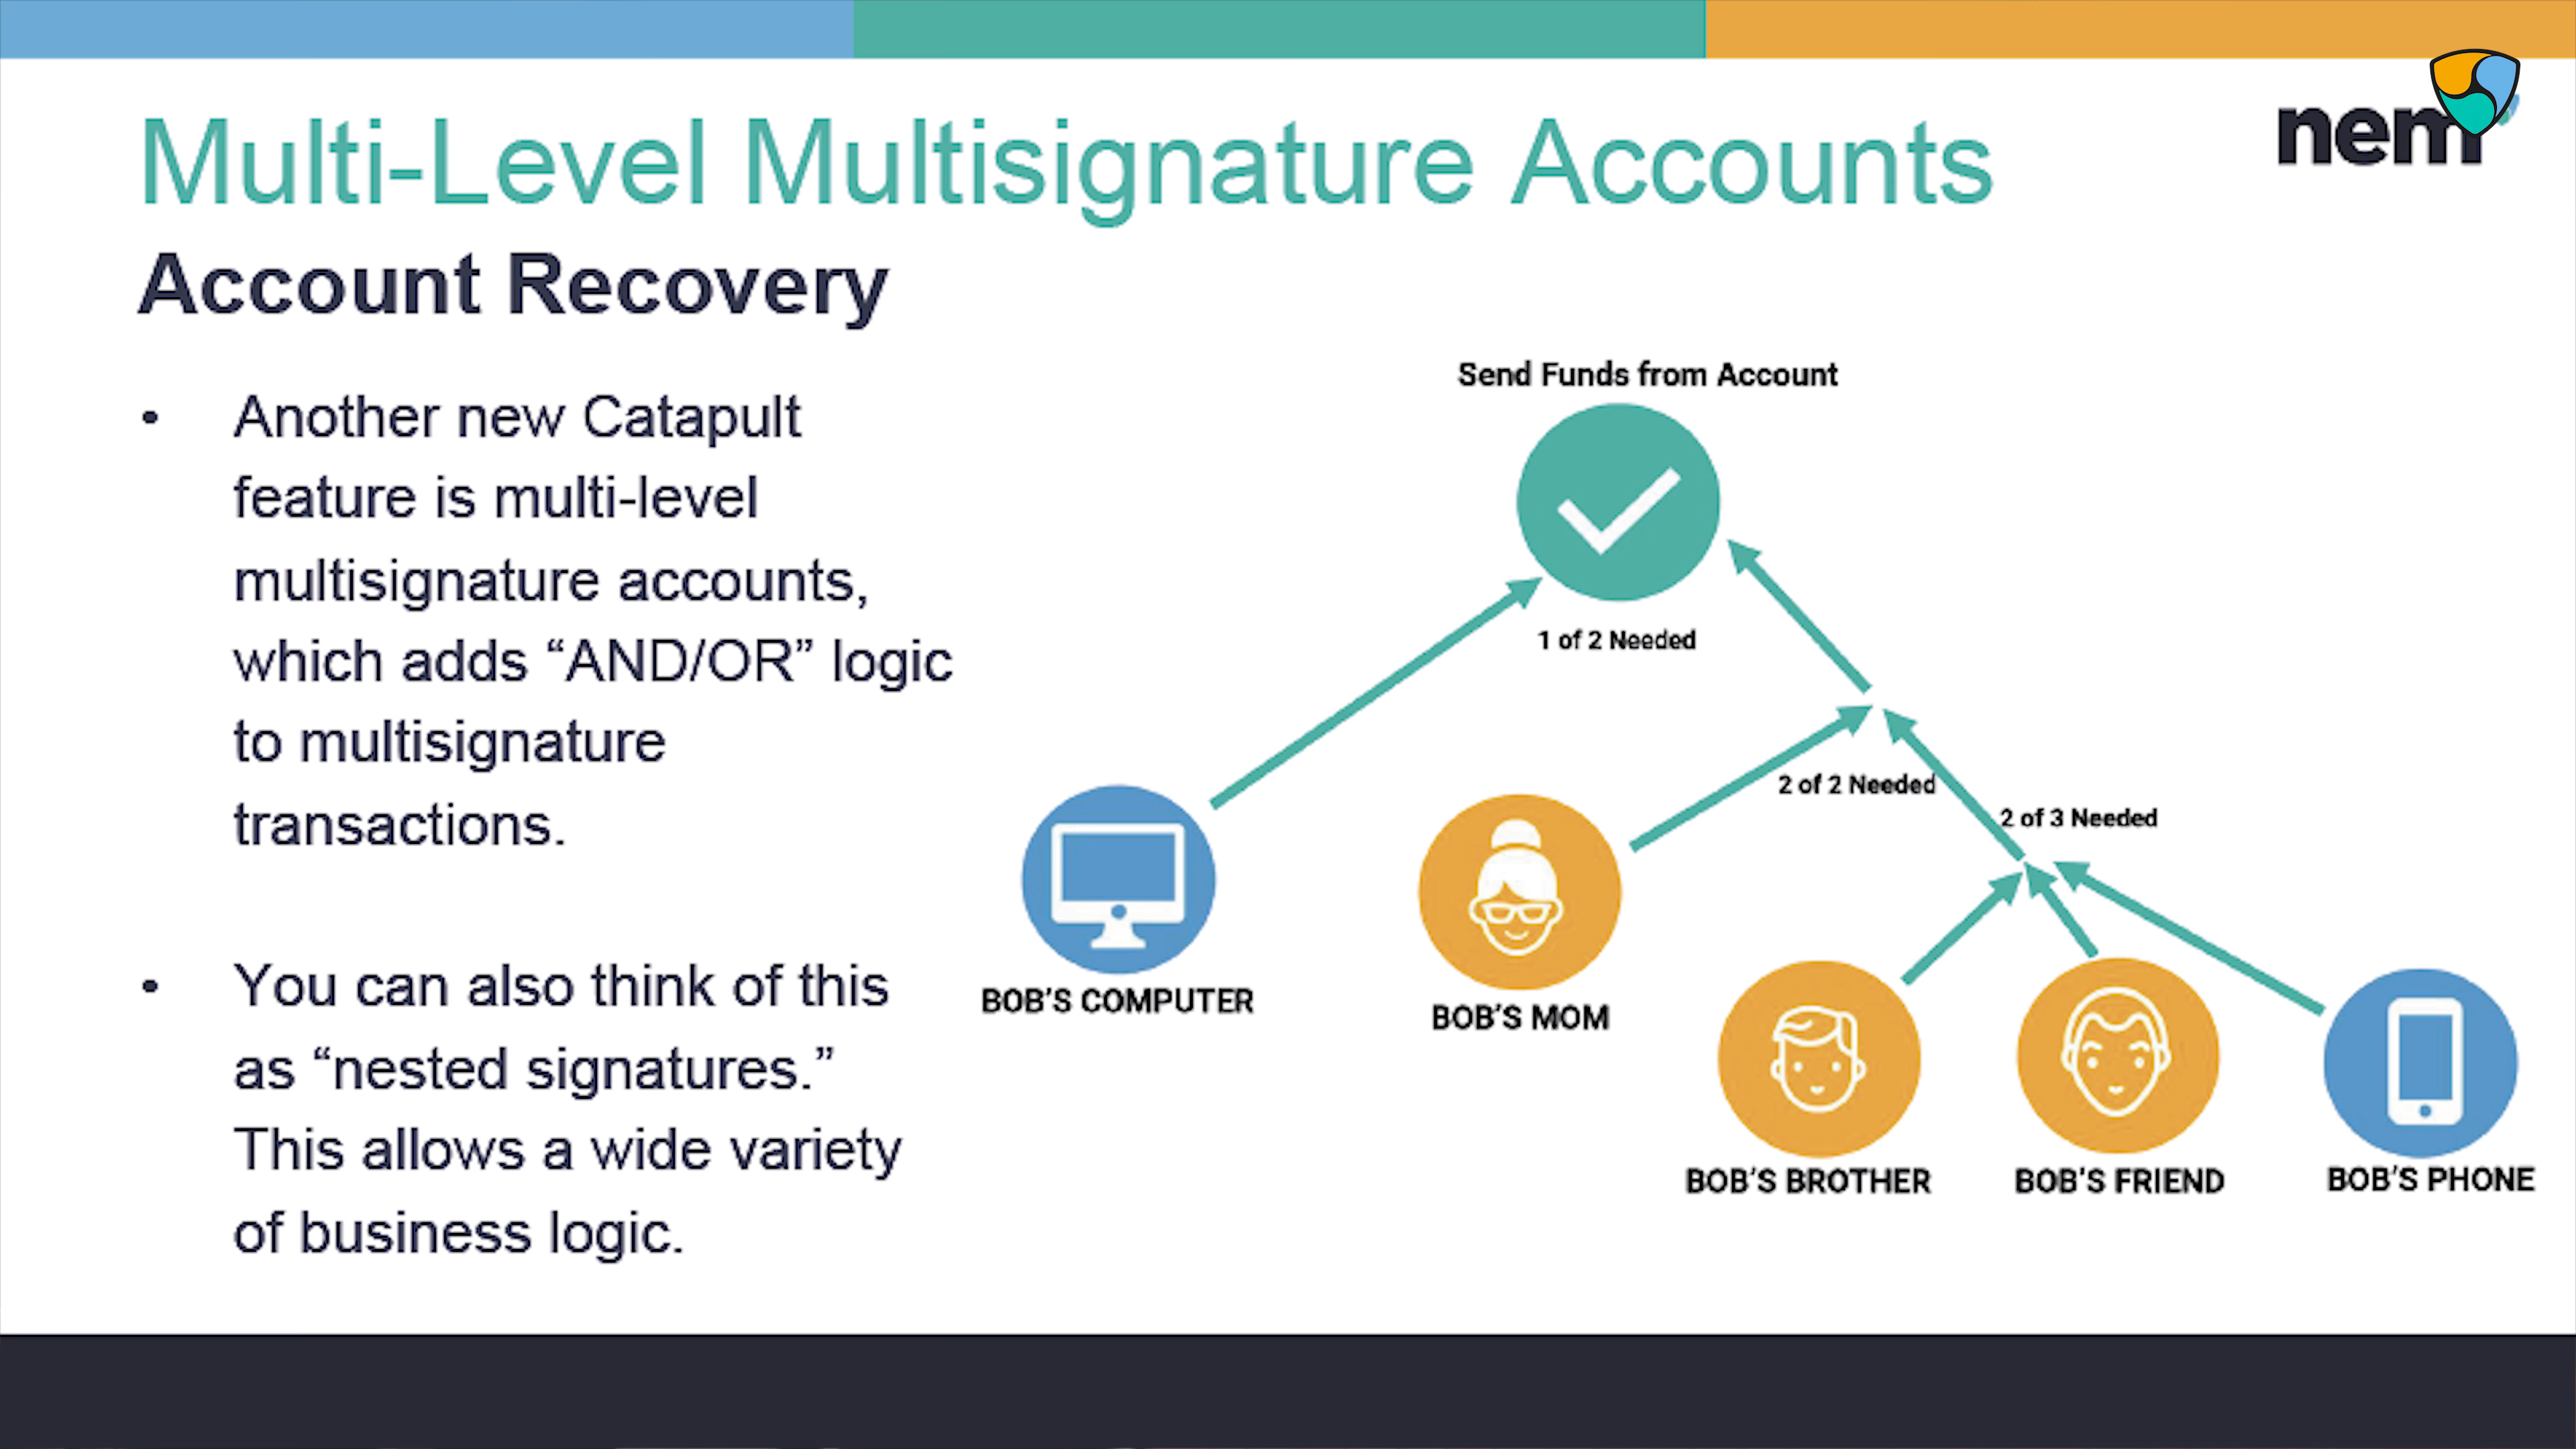 Multi-Level Multisignature Accounts
nem
Account Recovery
• Another new Catapult
feature is multi-level
multisignature accounts,
which adds “AND/OR” logic
to multisignature
transactions.
• You can also think of this
as “nested signatures.”
This allows a wide variety
of business logic.
Send Funds from Account
1 of 2 Needed
2 of 2 Needed
2 of 3 Needed
BOB'S COMPUTER
BOB'S MOM
BOB'S BROTHER
BOB'S FRIEND
BOB'S PHONE